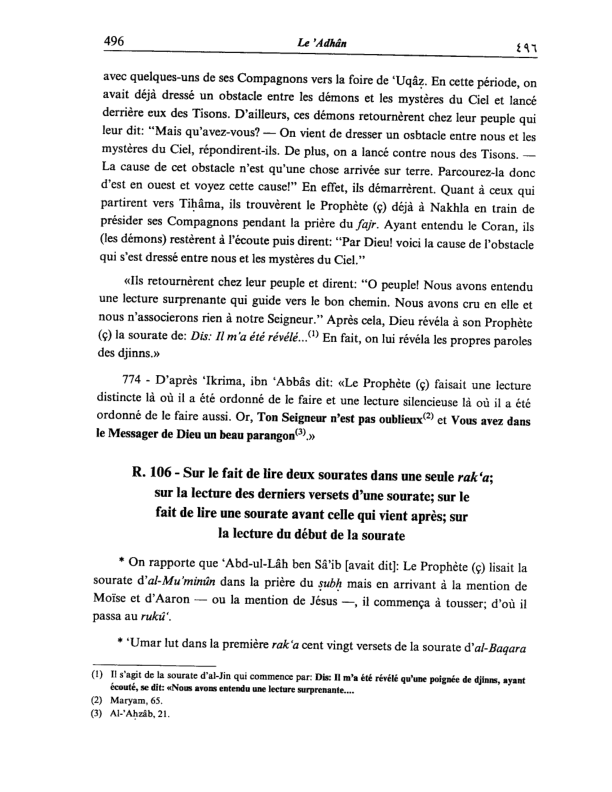 496 Le 'Adhân ٤٩٦
avec quelques-uns de ses Compagnons vers la foire de 'Uqâẓ. En cette période, on
avait déjà dressé un obstacle entre les démons et les mystères du Ciel et lancé
derrière eux des Tisons. D'ailleurs, ces démons retournèrent chez leur peuple qui
leur dit: "Mais qu'avez-vous? — On vient de dresser un osbtacle entre nous et les
mystères du Ciel, répondirent-ils. De plus, on a lancé contre nous des Tisons. —
La cause de cet obstacle n'est qu'une chose arrivée sur terre. Parcourez-la donc
d'est en ouest et voyez cette cause!" En effet, ils démarrèrent. Quant à ceux qui
partirent vers Tiḥâma, ils trouvèrent le Prophète (ç) déjà à Nakhla en train de
présider ses Compagnons pendant la prière du fajr. Ayant entendu le Coran, ils
(les démons) restèrent à l'écoute puis dirent: "Par Dieu! voici la cause de l'obstacle
qui s'est dressé entre nous et les mystères du Ciel."
«Ils retournèrent chez leur peuple et dirent: "O peuple! Nous avons entendu
une lecture surprenante qui guide vers le bon chemin. Nous avons cru en elle et
nous n'associerons rien à notre Seigneur." Après cela, Dieu révéla à son Prophète
(ç) la sourate de: Dis: Il m'a été révélé...(1) En fait, on lui révéla les propres paroles
des djinns.»
774 - D'après 'Ikrima, ibn 'Abbâs dit: «Le Prophète (ç) faisait une lecture
distincte là où il a été ordonné de le faire et une lecture silencieuse là où il a été
ordonné de le faire aussi. Or, Ton Seigneur n'est pas oublieux(2) et Vous avez dans
le Messager de Dieu un beau parangon(3).»
R. 106 - Sur le fait de lire deux sourates dans une seule rak'a;
sur la lecture des derniers versets d'une sourate; sur le
fait de lire une sourate avant celle qui vient après; sur
la lecture du début de la sourate
* On rapporte que 'Abd-ul-Lâh ben Sâ'ib [avait dit]: Le Prophète (ç) lisait la
sourate d'al-Mu'minûn dans la prière du ṣubḥ mais en arrivant à la mention de
Moïse et d'Aaron — ou la mention de Jésus —, il commença à tousser; d'où il
passa au rukû'.
* 'Umar lut dans la première rak'a cent vingt versets de la sourate d'al-Baqara
(1) Il s'agit de la sourate d'al-Jin qui commence par: Dis: Il m'a été révélé qu'une poignée de djinns, ayant
écouté, se dit: «Nous avons entendu une lecture surprenante....
(2) Maryam, 65.
(3) Al-'Aḥzâb, 21.